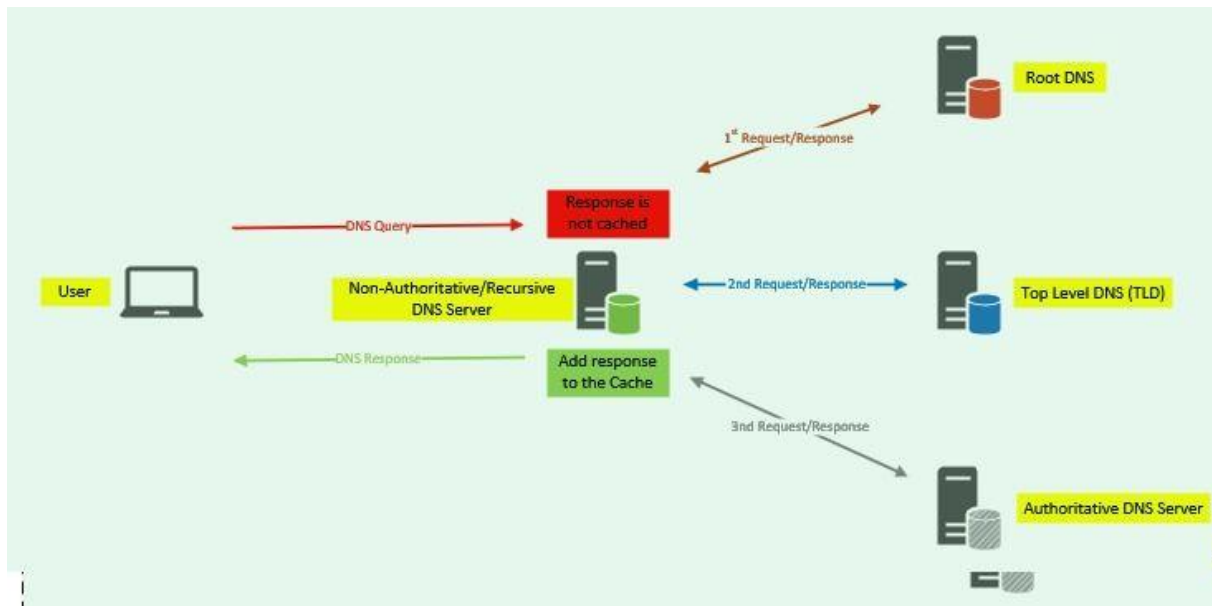 Root DNS
1st Request/Response
Response is
not cached
DNS Query
User
Non-Authoritative/Recursive
DNS Server
2nd Request/Response
Top Level DNS (TLD)
DNS Response
Add response
to the Cache
3nd Request/Response
Authoritative DNS Server